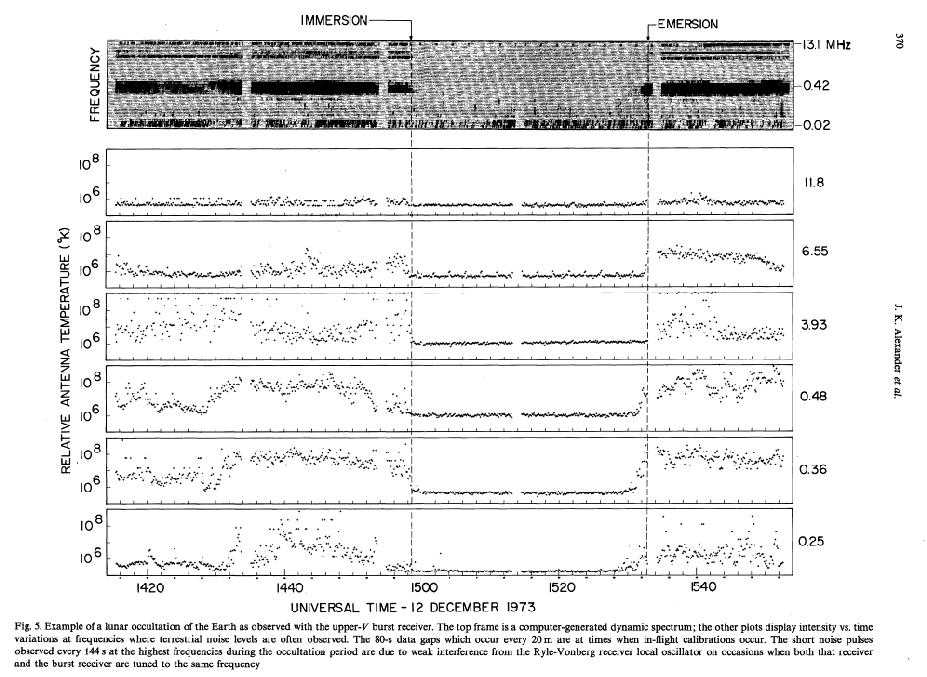 IMMERSION
EMERSION
370
FREQUENCY
13.1 MHz
0.42
0.02
10⁸
10⁶
11.8
10⁸
10⁶
6.55
10⁸
10⁶
3.93
10⁸
10⁶
0.48
10⁸
10⁶
0.36
10⁸
10⁶
0.25
RELATIVE ANTENNA TEMPERATURE (°K)
J. K. Alexander et al.
1420 1440 1500 1520 1540
UNIVERSAL TIME - 12 DECEMBER 1973
Fig. 5. Example of a lunar occultation of the Earth as observed with the upper-V burst receiver. The top frame is a computer-generated dynamic spectrum; the other plots display intensity vs. time
variations at frequencies where terrestrial noise levels are often observed. The 80-s data gaps which occur every 20 m are at times when in-flight calibrations occur. The short noise pulses
observed every 144 s at the highest frequencies during the occultation period are due to weak interference from the Ryle-Vonberg receiver local oscillator on occasions when both that receiver
and the burst receiver are tuned to the same frequency